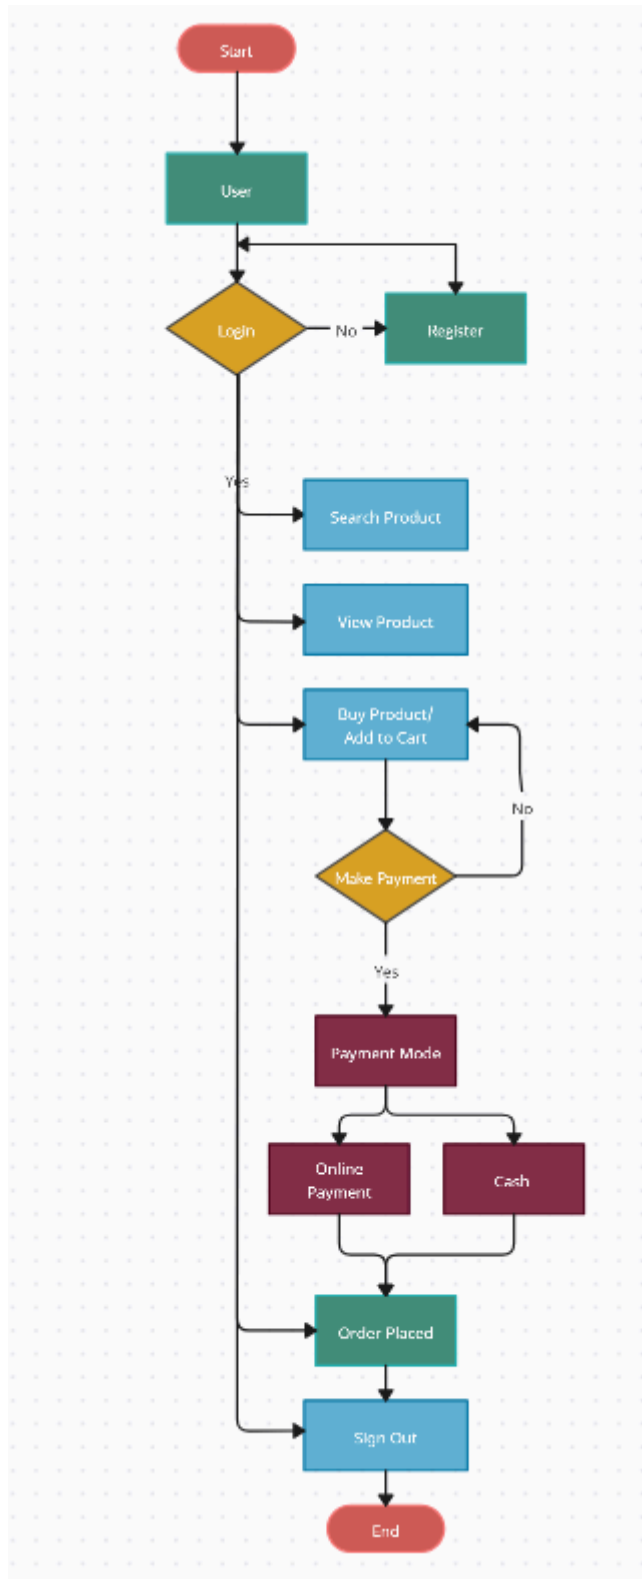 Start
User
Login
No
Register
Yes
Search Product
View Product
Buy Product/
Add to Cart
No
Make Payment
Yes
Payment Mode
Online
Payment
Cash
Order Placed
Sign Out
End